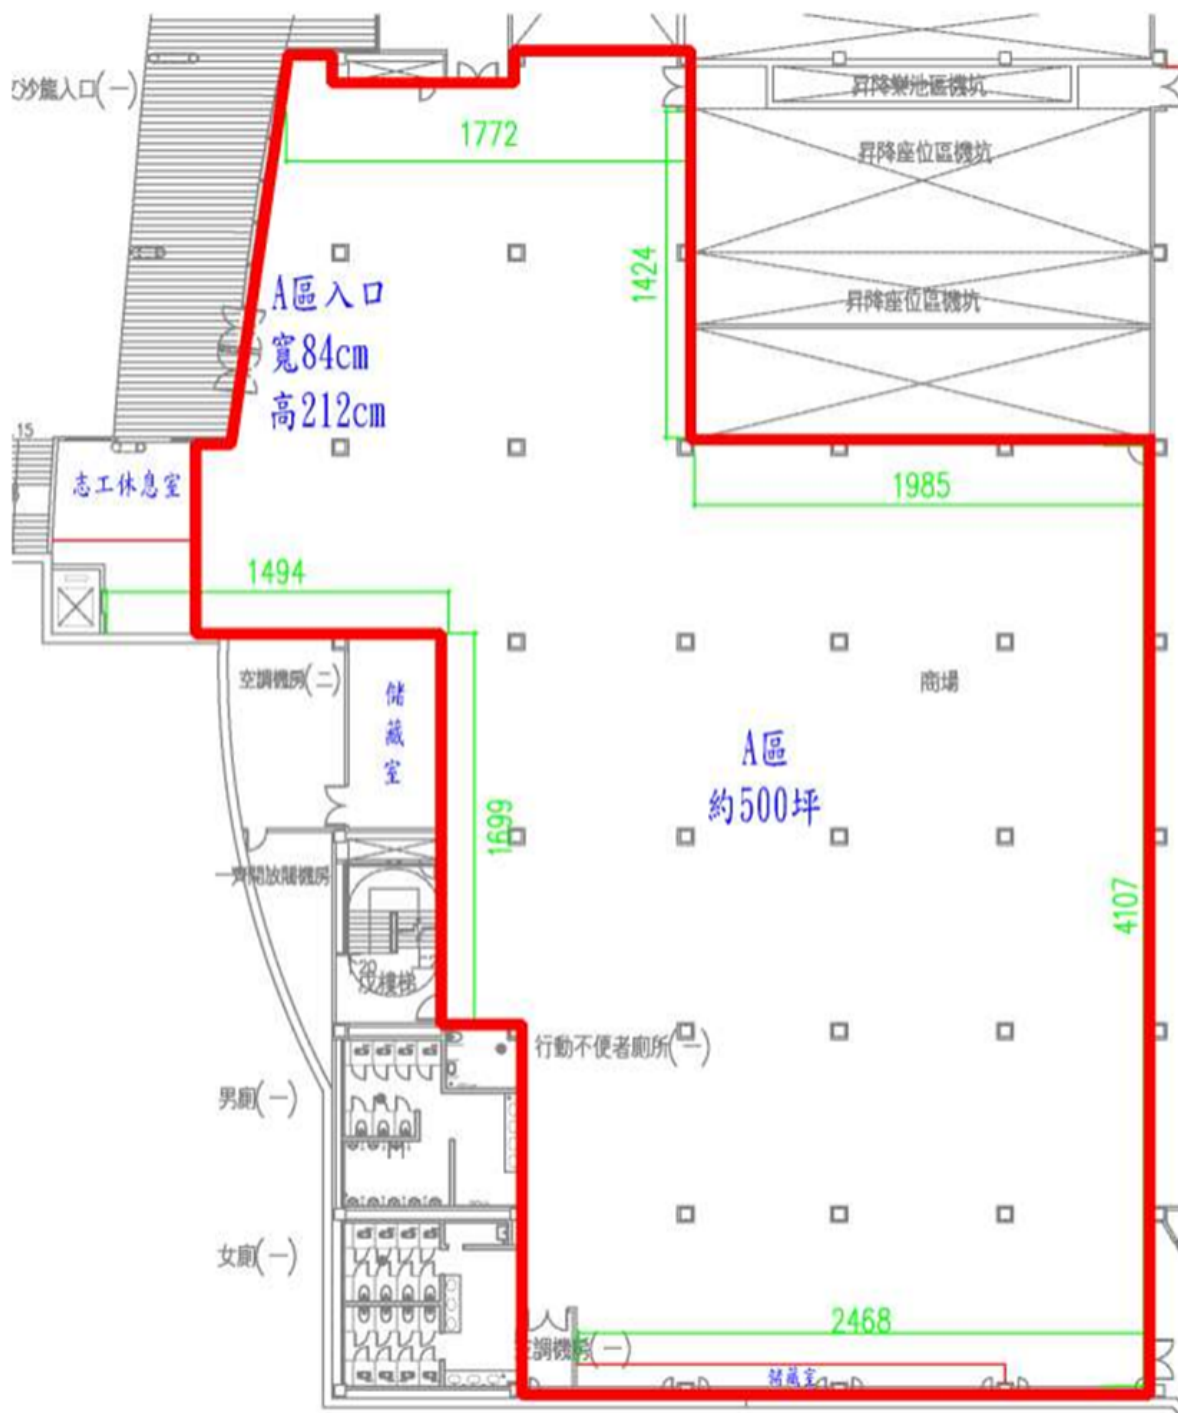 沙龍入口(一)
昇降樂池區機坑
1772
昇降座位區機坑
1424
A區入口
寬84cm
高212cm
昇降座位區機坑
15
志工休息室
1985
1494
空調機房(二)
儲藏室
商場
A區
約500坪
1699
4107
戊樓梯
行動不便者廁所(一)
男廁(一)
女廁(一)
2468
空調機房(一)
儲藏室